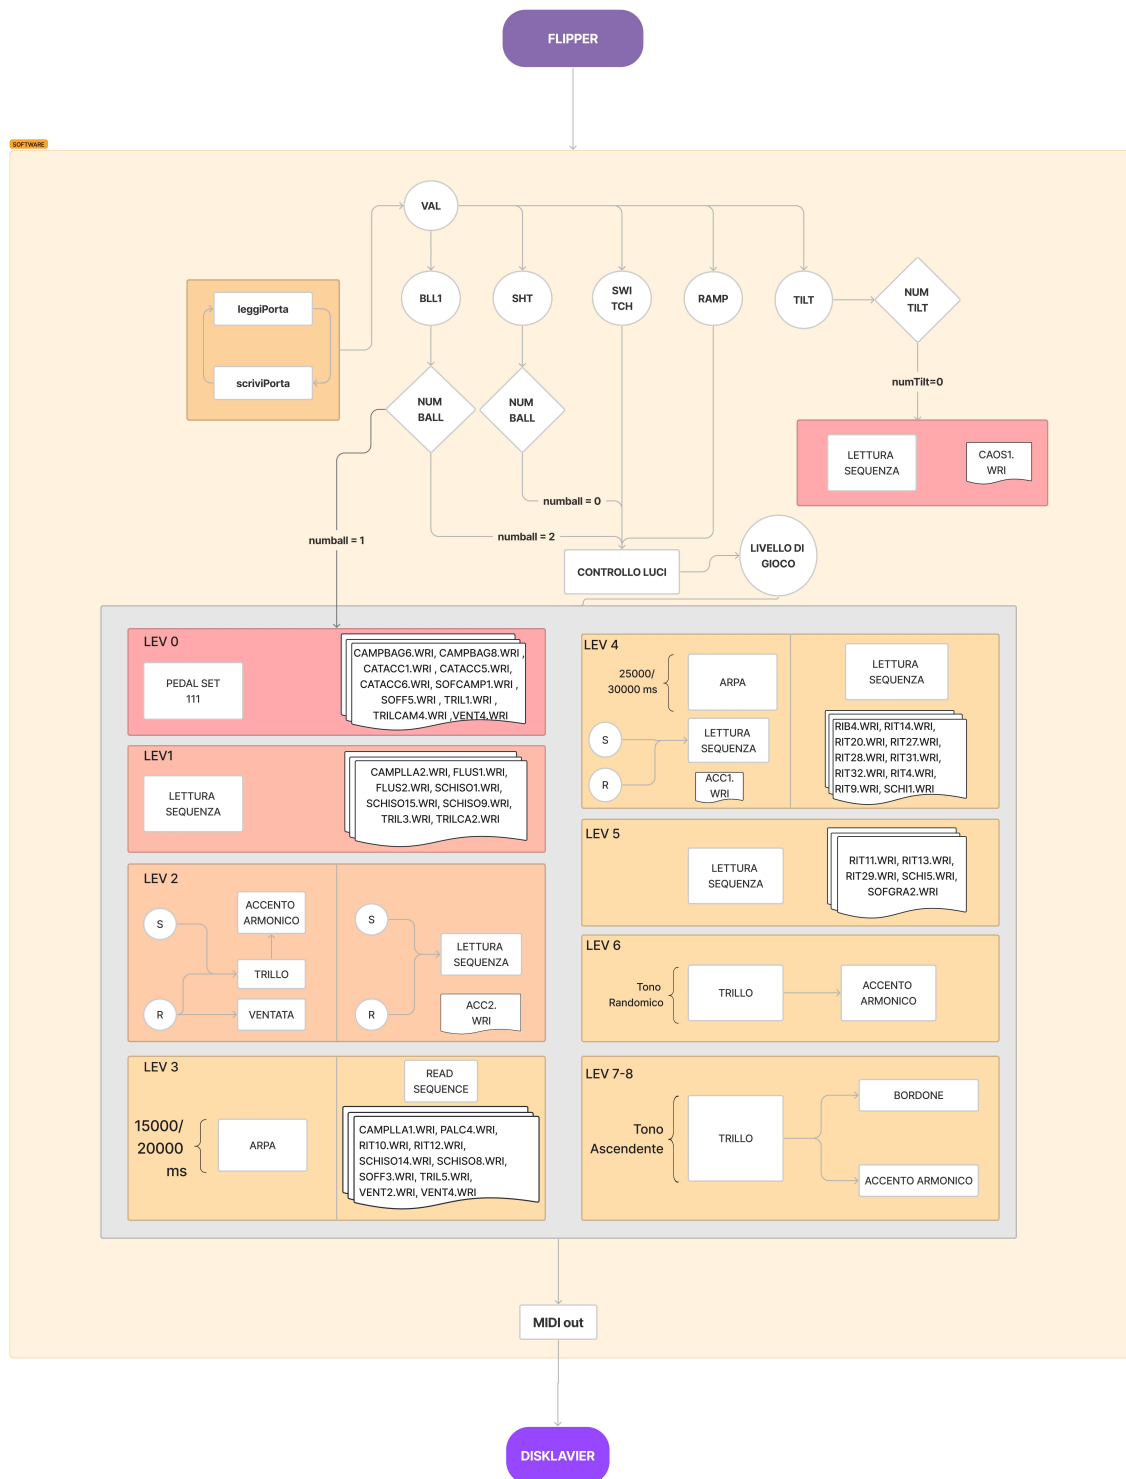 FLIPPER
SOFTWARE
VAL
BLL1
SHT
SWI
TCH
RAMP
TILT
NUM
TILT
leggiPorta
scriviPorta
NUM
BALL
NUM
BALL
numTilt=0
LETTURA
SEQUENZA
CAOS1.
WRI
numball = 0
numball = 2
numball = 1
CONTROLLO LUCI
LIVELLO DI
GIOCO
LEV 0
PEDAL SET
111
CAMPBAG6.WRI, CAMPBAG8.WRI ,
CATACC1.WRI , CATACC5.WRI,
CATACC6.WRI, SOFCAMP1.WRI ,
SOFF5.WRI , TRIL1.WRI ,
TRILCAM4.WRI ,VENT4.WRI
LEV1
LETTURA
SEQUENZA
CAMPLLA2.WRI, FLUS1.WRI,
FLUS2.WRI, SCHISO1.WRI,
SCHISO15.WRI, SCHISO9.WRI,
TRIL3.WRI, TRILCA2.WRI
LEV 2
S
R
ACCENTO
ARMONICO
TRILLO
VENTATA
S
R
LETTURA
SEQUENZA
ACC2.
WRI
LEV 3
15000/
20000
ms
ARPA
READ
SEQUENCE
CAMPLLA1.WRI, PALC4.WRI,
RIT10.WRI, RIT12.WRI,
SCHISO14.WRI, SCHISO8.WRI,
SOFF3.WRI, TRIL5.WRI,
VENT2.WRI, VENT4.WRI
LEV 4
25000/
30000 ms
ARPA
S
R
LETTURA
SEQUENZA
ACC1.
WRI
LETTURA
SEQUENZA
RIB4.WRI, RIT14.WRI,
RIT20.WRI, RIT27.WRI,
RIT28.WRI, RIT31.WRI,
RIT32.WRI, RIT4.WRI,
RIT9.WRI, SCHI1.WRI
LEV 5
LETTURA
SEQUENZA
RIT11.WRI, RIT13.WRI,
RIT29.WRI, SCHI5.WRI,
SOFGRA2.WRI
LEV 6
Tono
Randomico
TRILLO
ACCENTO
ARMONICO
LEV 7-8
Tono
Ascendente
TRILLO
BORDONE
ACCENTO ARMONICO
MIDI out
DISKLAVIER